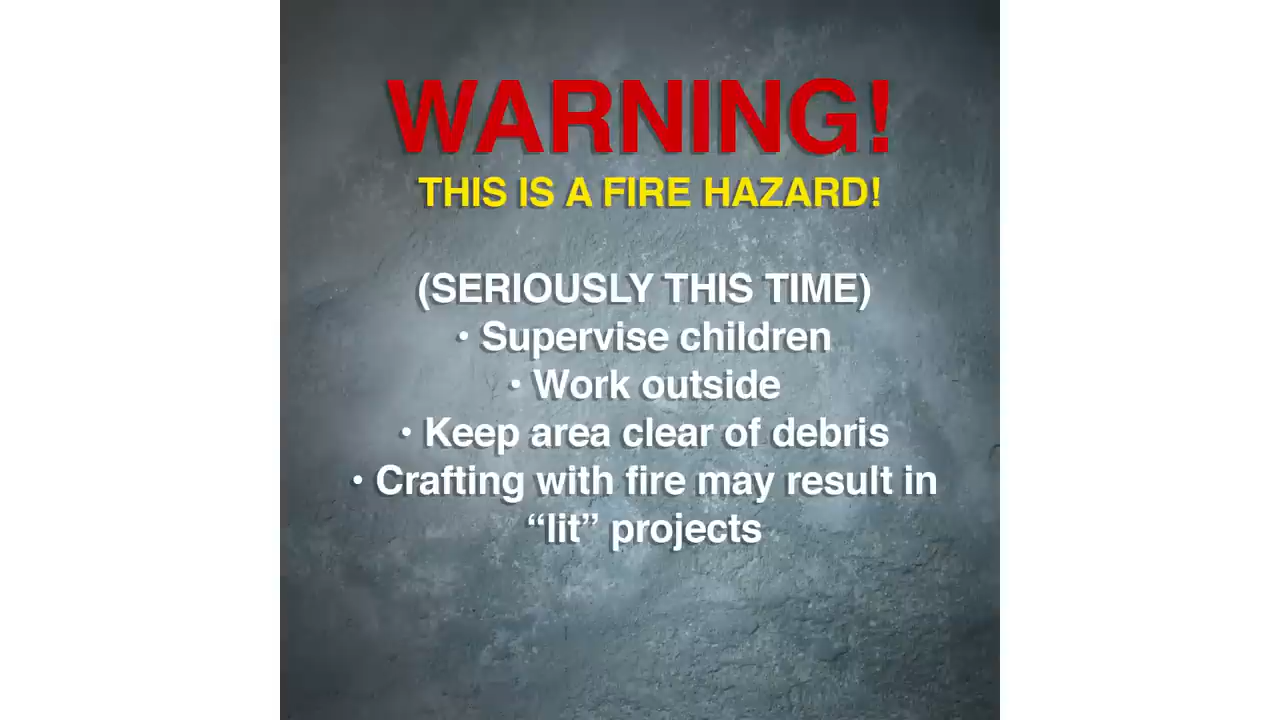 WARNING!
THIS IS A FIRE HAZARD!
(SERIOUSLY THIS TIME)
• Supervise children
• Work outside
• Keep area clear of debris
• Crafting with fire may result in
“lit” projects